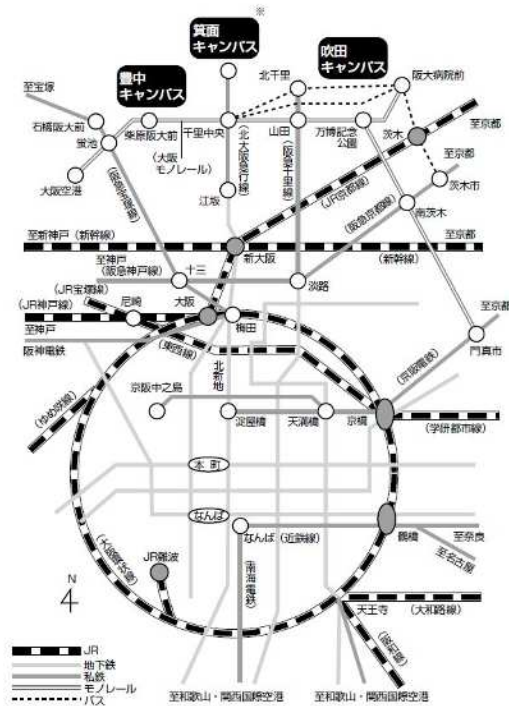 ※
箕面
キャンパス
豊中
キャンパス
吹田
キャンパス
至宝塚
北千里
阪大病院前
石橋阪大前
蛍池
柴原阪大前
千里中央
山田
万博記念
公園
茨木
至京都
(大阪
モノレール)
(北大阪急行線)
(阪急千里線)
大阪空港
(阪急宝塚線)
江坂
(JR京都線)
至京都
(阪急京都線)
茨木市
南茨木
至新神戸(新幹線)
新大阪
(新幹線)
至京都
至神戸
(阪急神戸線)
十三
淡路
(JR宝塚線)
(JR神戸線)
尼崎
大阪
梅田
至京都
至神戸
阪神電鉄
(東西線)
北新地
門真市
(京阪電鉄)
(ゆめ咲線)
京阪中之島
淀屋橋
天満橋
京橋
(学研都市線)
本町
なんば
なんば(近鉄線)
鶴橋
至奈良
至名古屋
(大阪環状線)
JR難波
(南海電鉄)
N
天王寺
(大和路線)
(阪和線)
JR
地下鉄
私鉄
モノレール
バス
至和歌山・関西国際空港
至和歌山・関西国際空港